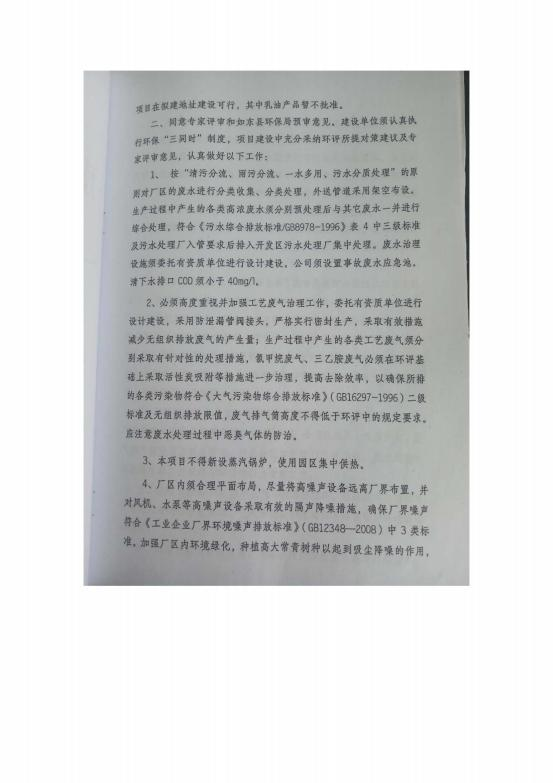 项目在拟建地址建设可行，其中乳油产品暂不批准。
二、同意专家评审和如东县环保局预审意见。建设单位须认真执
行环保“三同时”制度，项目建设中充分采纳环评所提对策建议及专
家评审意见，认真做好以下工作：
1、 按“清污分流、雨污分流、一水多用、污水分质处理”的原
则对厂区的废水进行分类收集、分类处理，外送管道采用架空布设。
生产过程中产生的各类高浓废水须分别预处理后与其它废水一并进行
综合处理，符合《污水综合排放标准/GB8978-1996》表 4 中三级标准
及污水处理厂入管要求后排入开发区污水处理厂集中处理。废水治理
设施须委托有资质单位进行设计建设，公司须设置事故废水应急池。
清下水排口 COD 须小于 40mg/l。
2、必须高度重视并加强工艺废气治理工作，委托有资质单位进行
设计建设，采用防泄漏管阀接头，严格实行密封生产，采取有效措施
减少无组织排放废气的产生量；生产过程中产生的各类工艺废气须分
别采取有针对性的处理措施，氯甲烷废气、三乙胺废气必须在环评基
础上采取活性炭吸附等措施进一步治理，提高去除效率，以确保所排
的各类污染物符合《大气污染物综合排放标准》（GB16297-1996）二级
标准及无组织排放限值，废气排气筒高度不得低于环评中的规定要求。
应注意废水处理过程中恶臭气体的防治。
3、本项目不得新设蒸汽锅炉，使用园区集中供热。
4、厂区内须合理平面布局，尽量将高噪声设备远离厂界布置，并
对风机、水泵等高噪声设备采取有效的隔声降噪措施，确保厂界噪声
符合《工业企业厂界环境噪声排放标准》（GB12348—2008）中 3 类标
准。加强厂区内环境绿化，种植高大常青树种以起到吸尘降噪的作用，